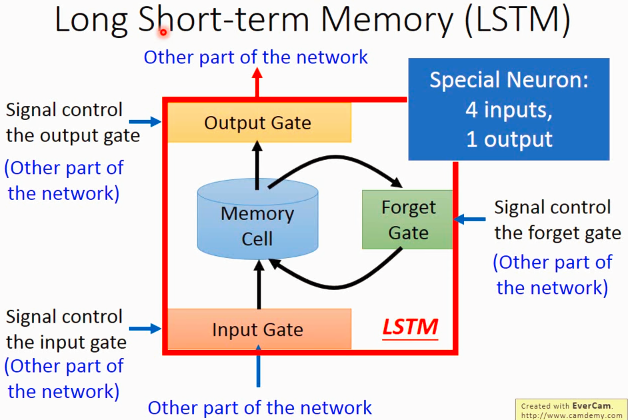 Long Short-term Memory (LSTM)
Other part of the network
Special Neuron:
4 inputs,
1 output
Signal control
the output gate
(Other part of
the network)
Output Gate
Memory
Cell
Forget
Gate
Signal control
the forget gate
(Other part of
the network)
Input Gate
LSTM
Signal control
the input gate
(Other part of
the network)
Other part of the network
Created with EverCam.
http://www.camdemy.com